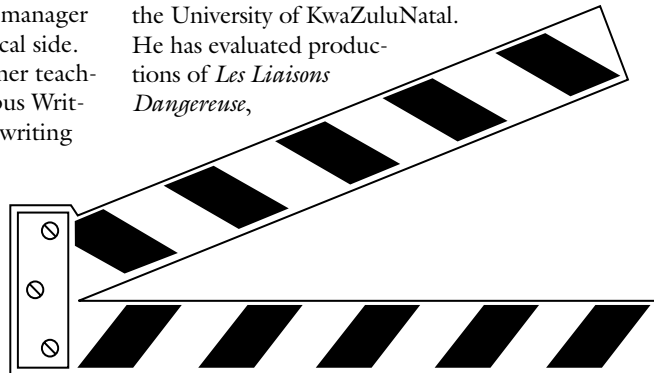 manager
cal side.
ner teach-
ous Writ-
writing
the University of KwaZuluNatal.
He has evaluated produc-
tions of Les Liaisons
Dangereuse,